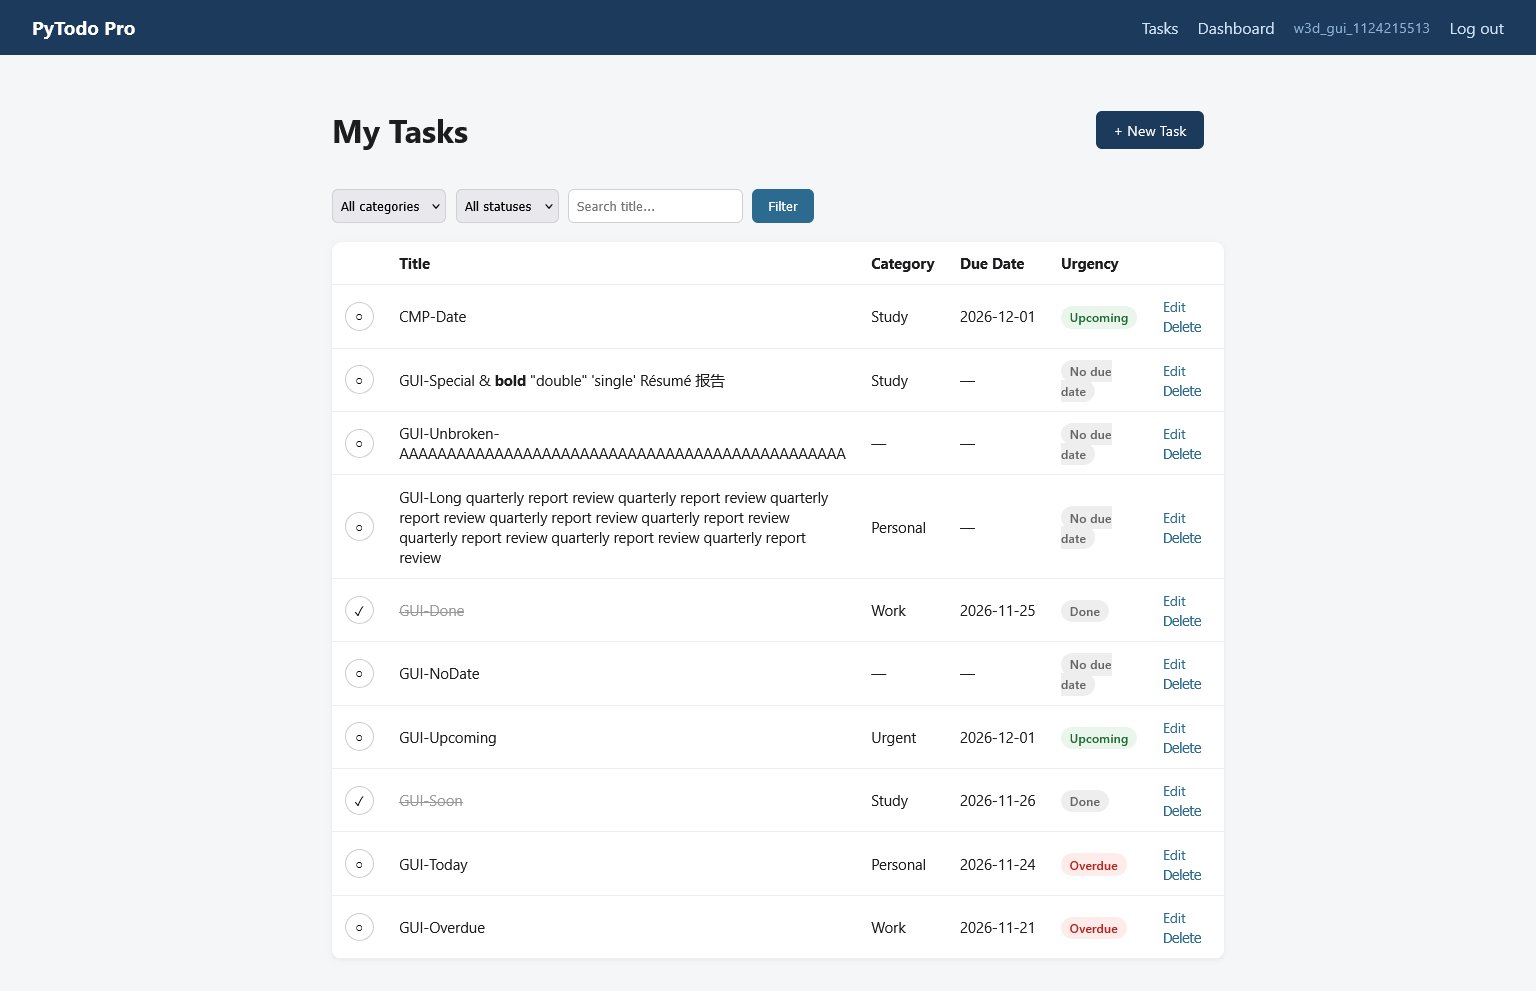 PyTodo Pro
Tasks Dashboard w3d_gui_1124215513 Log out
My Tasks
+ New Task
All categories All statuses Search title... Filter
Title Category Due Date Urgency
○ CMP-Date Study 2026-12-01 Upcoming Edit
Delete
○ GUI-Special & bold "double" 'single' Résumé 报告 Study — No due date Edit
Delete
○ GUI-Unbroken-
AAAAAAAAAAAAAAAAAAAAAAAAAAAAAAAAAAAAAAAAAAAAAAAAAA — — No due date Edit
Delete
○ GUI-Long quarterly report review quarterly report review quarterly
report review quarterly report review quarterly report review
quarterly report review quarterly report review quarterly report
review Personal — No due date Edit
Delete
✓ GUI-Done Work 2026-11-25 Done Edit
Delete
○ GUI-NoDate — — No due date Edit
Delete
○ GUI-Upcoming Urgent 2026-12-01 Upcoming Edit
Delete
✓ GUI-Soon Study 2026-11-26 Done Edit
Delete
○ GUI-Today Personal 2026-11-24 Overdue Edit
Delete
○ GUI-Overdue Work 2026-11-21 Overdue Edit
Delete